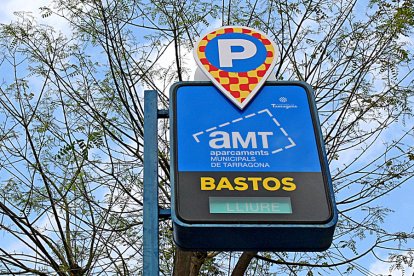 P
Tarragona
AMT
aparcaments
MUNICIPALS
DE TARRAGONA
BASTOS
LLIURE